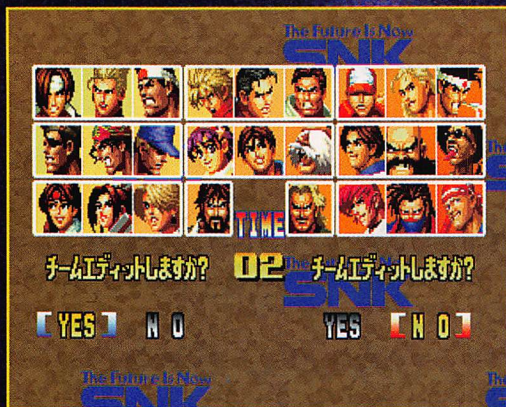 The Future Is Now
SNK
TIME
チームエディットしますか?
02
チームエディットしますか?
The
SNK
[YES] NO
YES [NO]
The Future Is Now
SNK